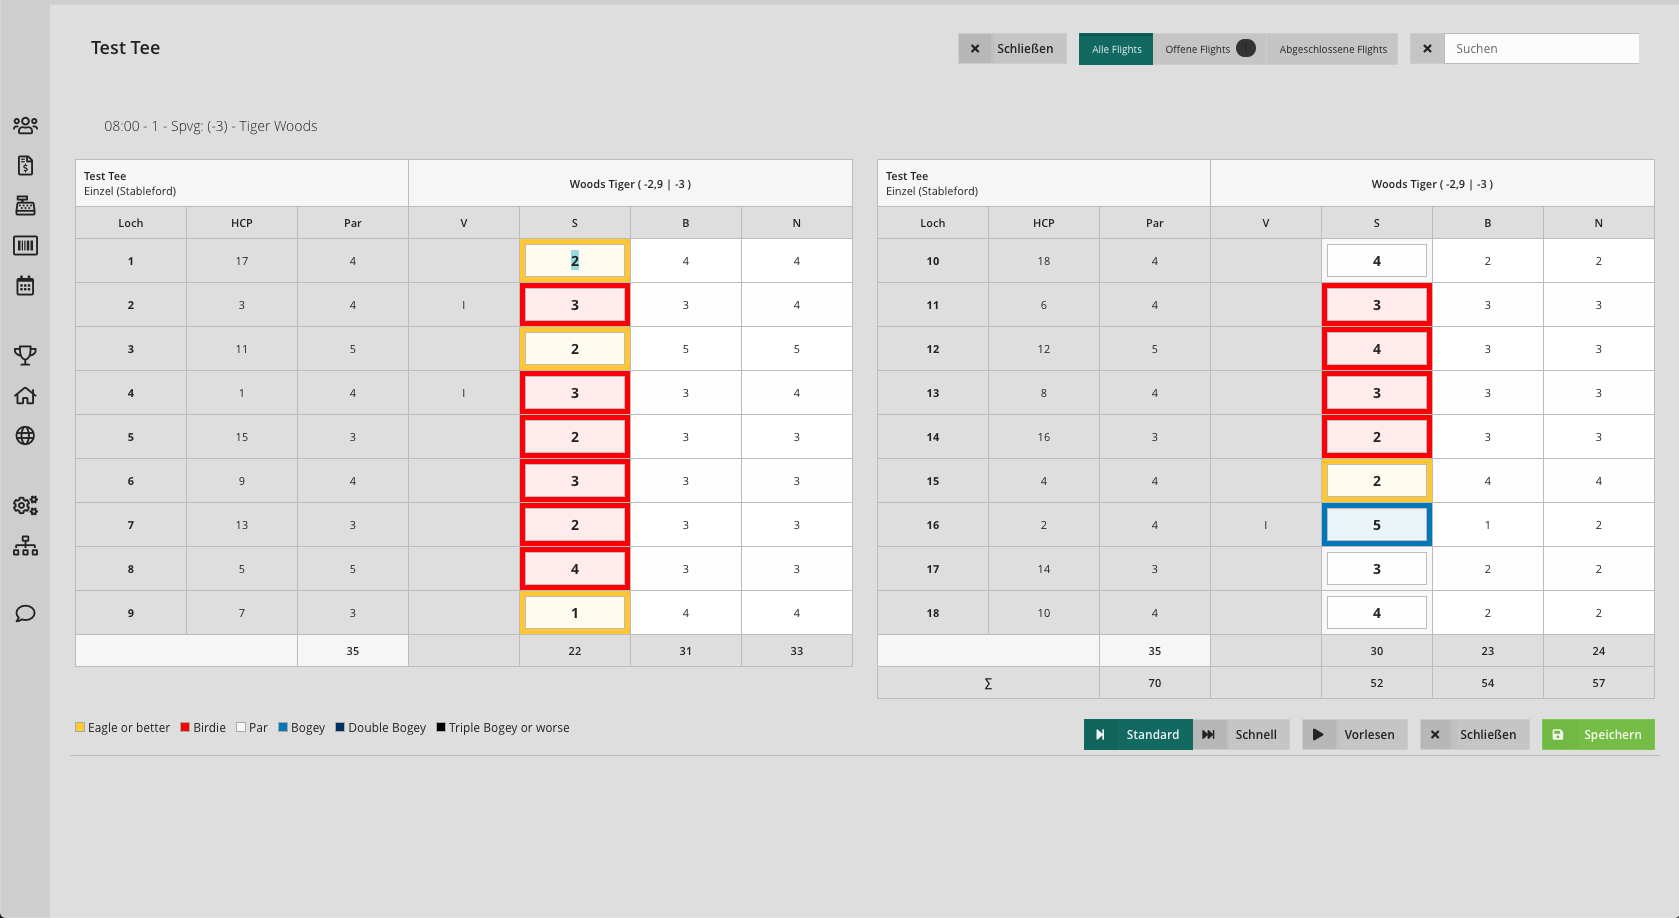 Test Tee
Schließen
Alle Flights
Offene Flights
Abgeschlossene Flights
Suchen
08:00 - 1 - Spvg: (-3) - Tiger Woods
Test Tee
Einzel (Stableford)
Woods Tiger ( -2,9 | -3 )
Loch HCP Par V S B N
1 17 4 2 4 4
2 3 4 I 3 3 4
3 11 5 2 5 5
4 1 4 I 3 3 4
5 15 3 2 3 3
6 9 4 3 3 3
7 13 3 2 3 3
8 5 5 4 3 3
9 7 3 1 4 4
35 22 31 33
Test Tee
Einzel (Stableford)
Woods Tiger ( -2,9 | -3 )
Loch HCP Par V S B N
10 18 4 4 2 2
11 6 4 3 3 3
12 12 5 4 3 3
13 8 4 3 3 3
14 16 3 2 3 3
15 4 4 2 4 4
16 2 4 I 5 1 2
17 14 3 3 2 2
18 10 4 4 2 2
35 30 23 24
Σ 70 52 54 57
Eagle or better Birdie Par Bogey Double Bogey Triple Bogey or worse
Standard Schnell Vorlesen Schließen Speichern